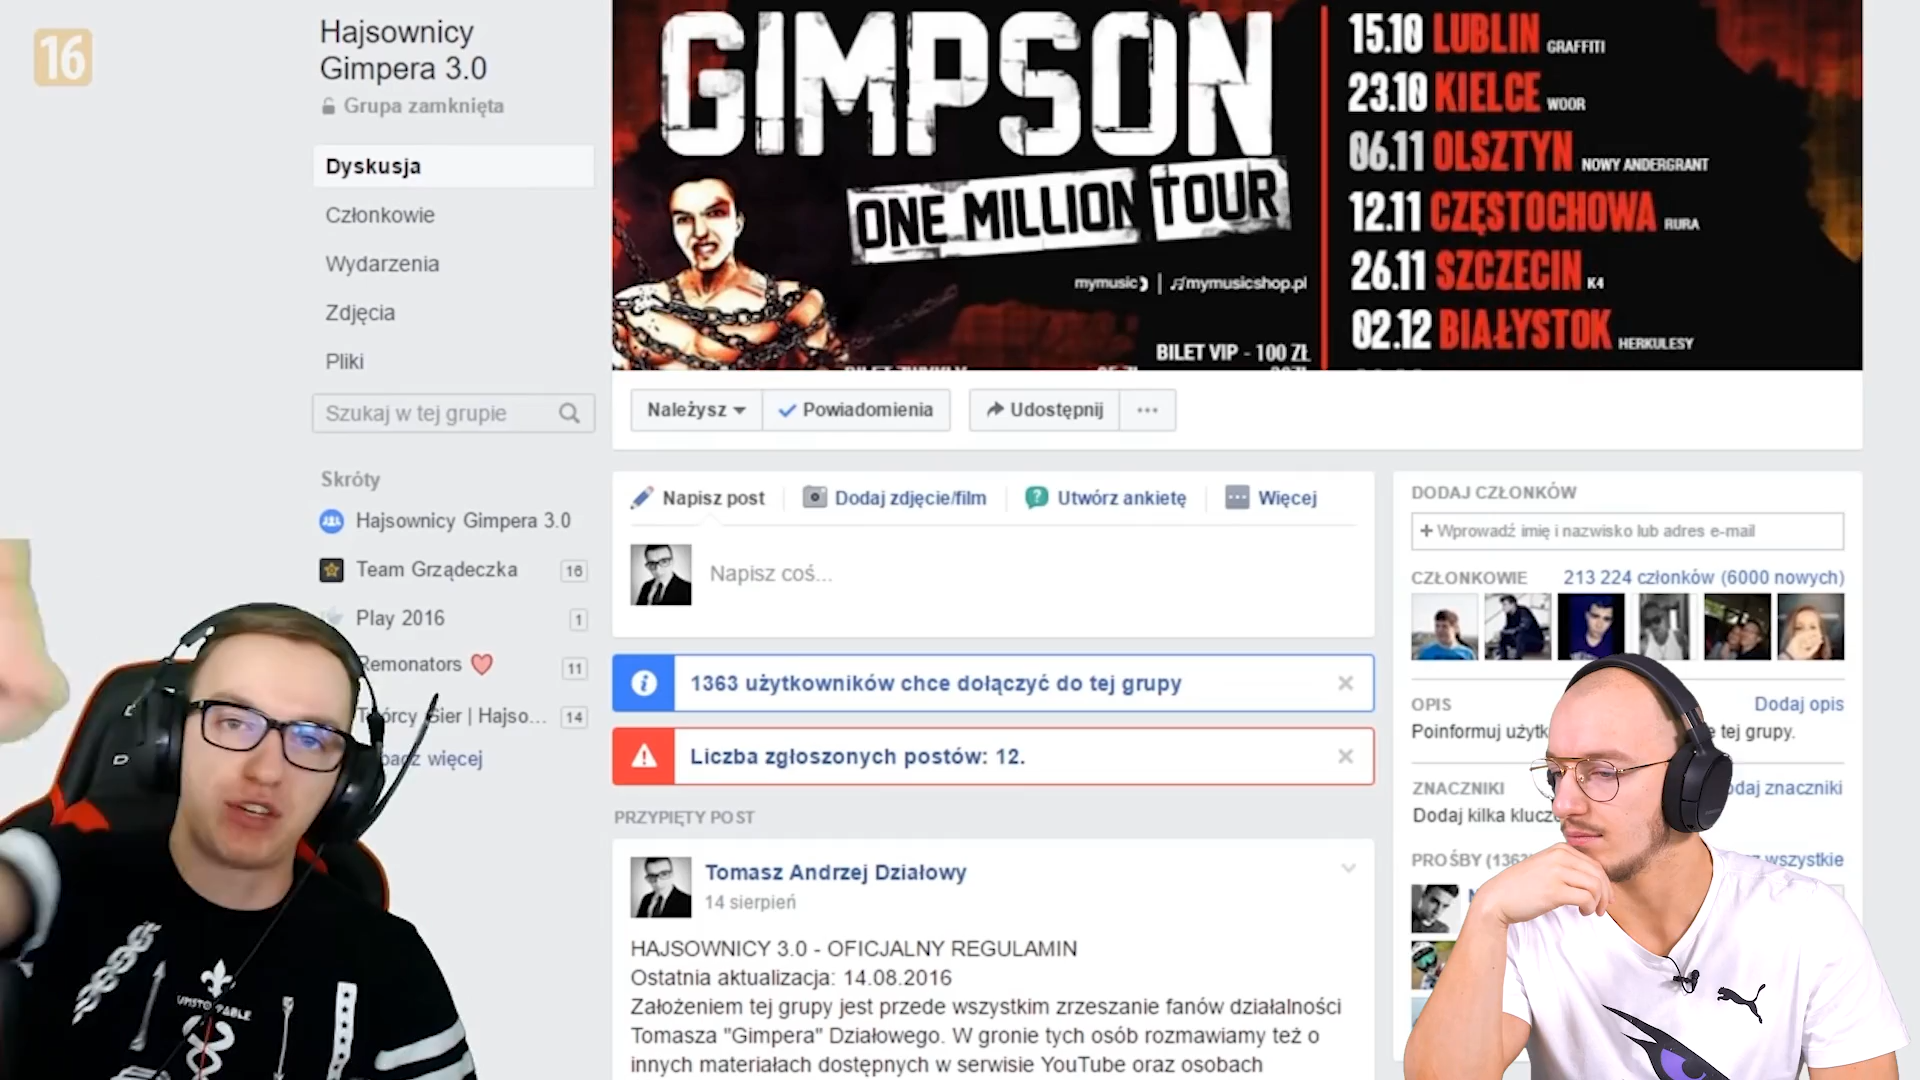 16
Hajsownicy
Gimpera 3.0
Grupa zamknięta
Dyskusja
Członkowie
Wydarzenia
Zdjęcia
Pliki
Szukaj w tej grupie
Skróty
Hajsownicy Gimpera 3.0
Team Grządeczka 16
Play 2016 1
Remonators 11
Gier | Hajso... 14
więcej
GIMPSON
ONE MILLION TOUR
mymusic | mymusicshop.pl
BILET VIP - 100 ZŁ
15.10 LUBLIN GRAFFITI
23.10 KIELCE WOOR
06.11 OLSZTYN NOWY ANDERGRANT
12.11 CZĘSTOCHOWA RURA
26.11 SZCZECIN K4
02.12 BIAŁYSTOK HERKULESY
Należysz
Powiadomienia
Udostępnij
Napisz post
Dodaj zdjęcie/film
Utwórz ankietę
Więcej
Napisz coś...
1363 użytkowników chce dołączyć do tej grupy
Liczba zgłoszonych postów: 12.
PRZYPIĘTY POST
Tomasz Andrzej Działowy
14 sierpień
HAJSOWNICY 3.0 - OFICJALNY REGULAMIN
Ostatnia aktualizacja: 14.08.2016
Założeniem tej grupy jest przede wszystkim zrzeszanie fanów działalności
Tomasza "Gimpera" Działowego. W gronie tych osób rozmawiamy też o
innych materiałach dostępnych w serwisie YouTube oraz osobach
DODAJ CZŁONKÓW
+ Wprowadź imię i nazwisko lub adres e-mail
CZŁONKOWIE 213 224 członków (6000 nowych)
OPIS Dodaj opis
Poinformuj tej grupy.
ZNACZNIKI znaczniki
Dodaj kilka
PROŚBY wszystkie